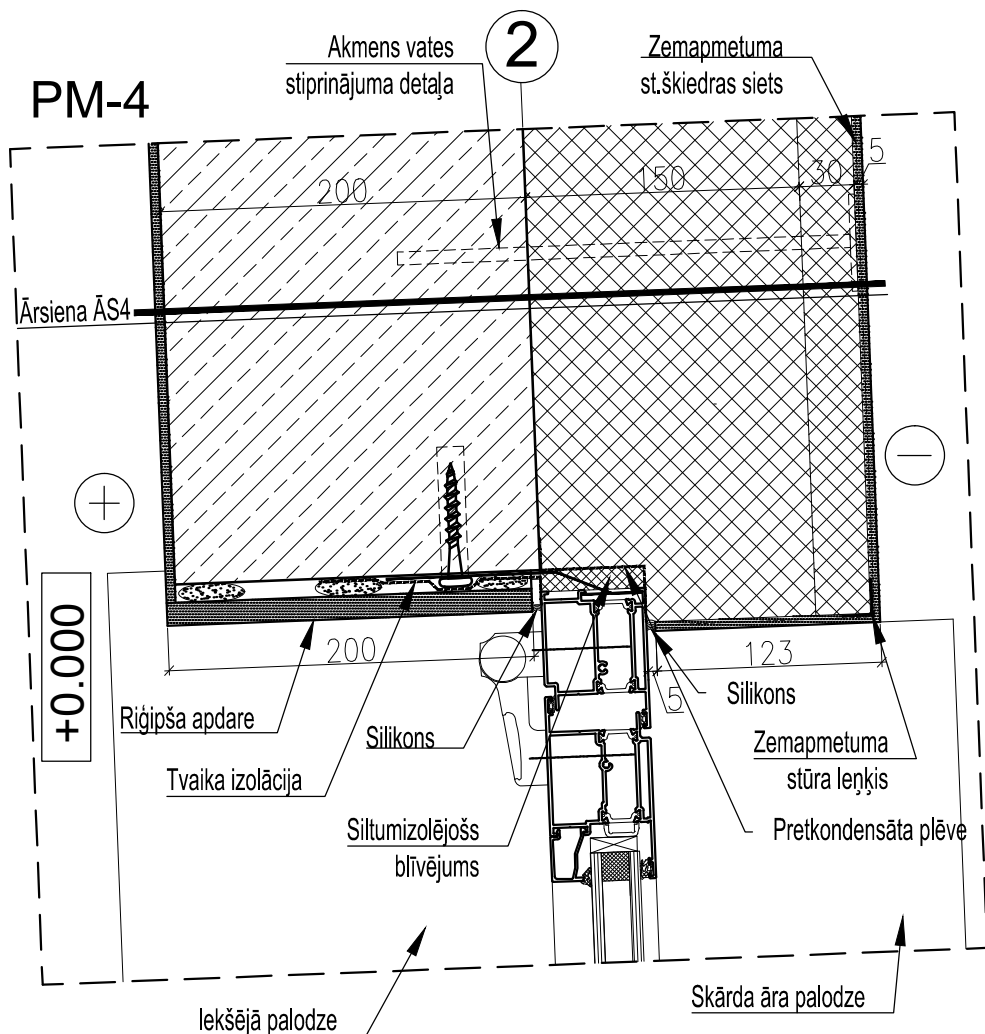 PM-4
Akmens vates
stiprinājuma detaļa
2
Zemapmetuma
st.škiedras siets
200
150
30
5
Ārsiena ĀS4
+
−
+0.000
200
5
123
Riģipša apdare
Silikons
Silikons
Tvaika izolācija
Zemapmetuma
stūra leņķis
Siltumizolējošs
blīvējums
Pretkondensāta plēve
Iekšējā palodze
Skārda āra palodze